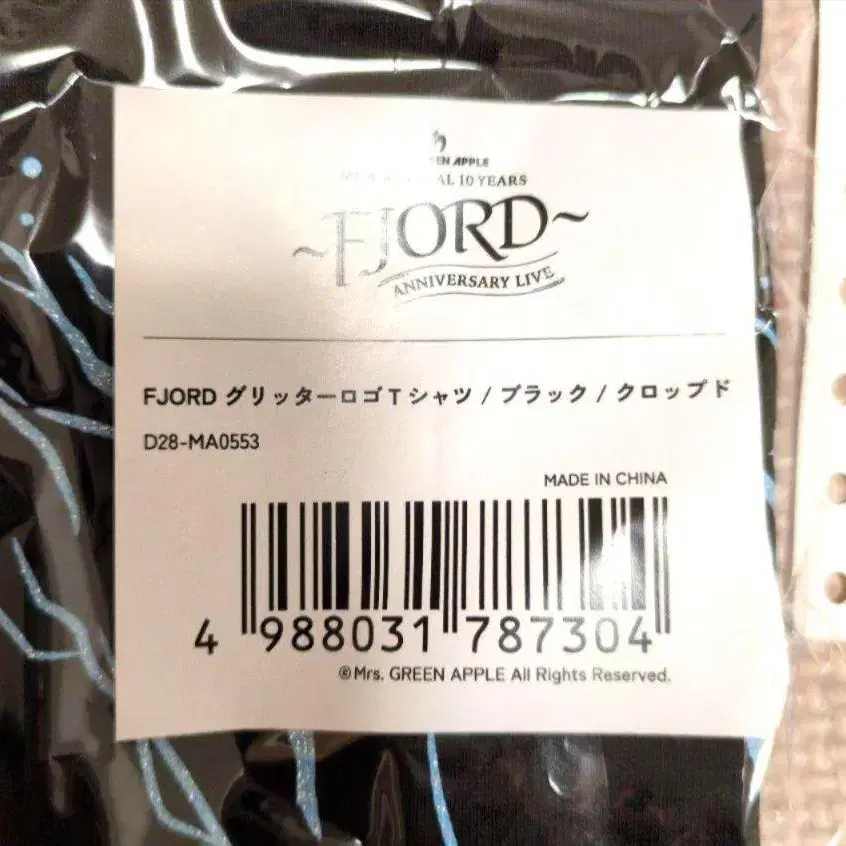 EN APPLE
AL 10 YEARS
~FJORD~
ANNIVERSARY LIVE
FJORD グリッターロゴTシャツ / ブラック / クロップド
D28-MA0553
MADE IN CHINA
4 988031 787304
©Mrs. GREEN APPLE All Rights Reserved.